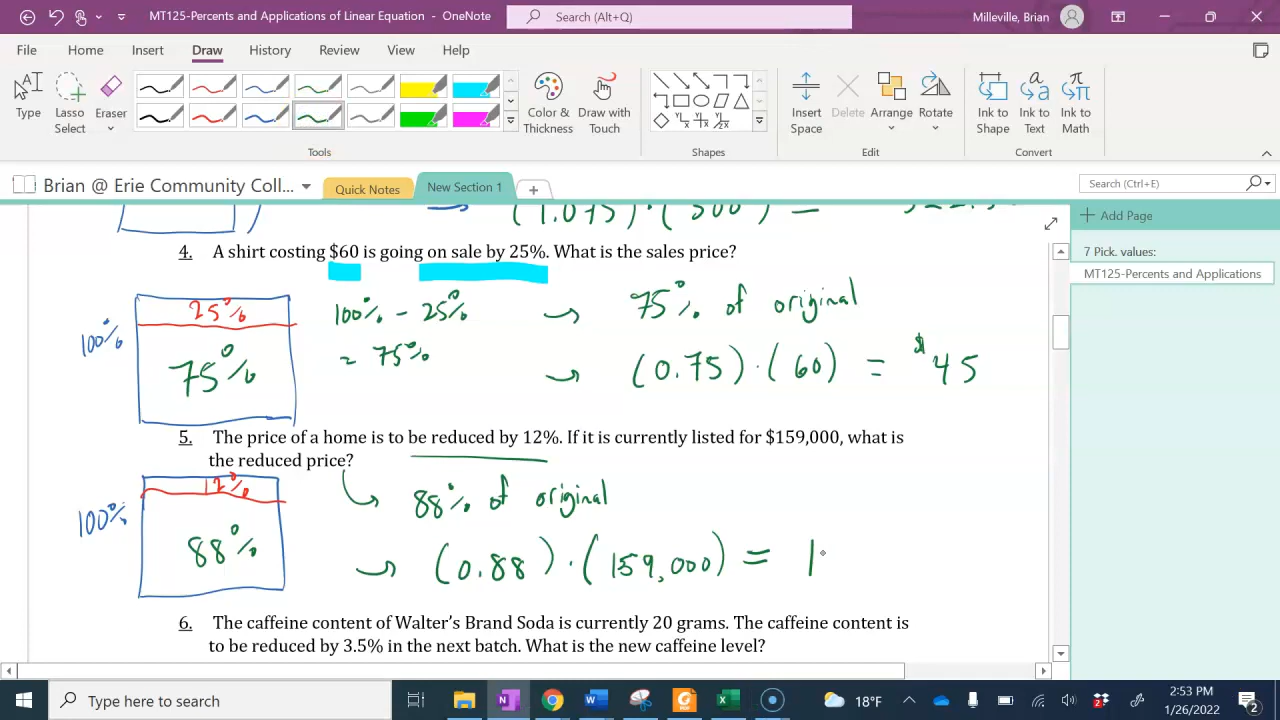 MT125-Percents and Applications of Linear Equation - OneNote
Search (Alt+Q)
Milleville, Brian
File Home Insert Draw History Review View Help
Type
Lasso Select
Eraser
Color & Thickness
Draw with Touch
Insert Space
Delete
Arrange
Rotate
Ink to Shape
Ink to Text
Ink to Math
Tools
Shapes
Edit
Convert
Brian @ Erie Community Coll...
Quick Notes
New Section 1
Search (Ctrl+E)
Add Page
7 Pick. values:
MT125-Percents and Applications
4. A shirt costing $60 is going on sale by 25%. What is the sales price?
25%
100%
75%
100% - 25%
= 75%
→ 75% of original
→ (0.75) · (60) = $45
5. The price of a home is to be reduced by 12%. If it is currently listed for $159,000, what is
the reduced price?
12%
100%
88%
→ 88% of original
→ (0.88) · (159,000) = 1
6. The caffeine content of Walter's Brand Soda is currently 20 grams. The caffeine content is
to be reduced by 3.5% in the next batch. What is the new caffeine level?
Type here to search
18°F
2:53 PM
1/26/2022
2